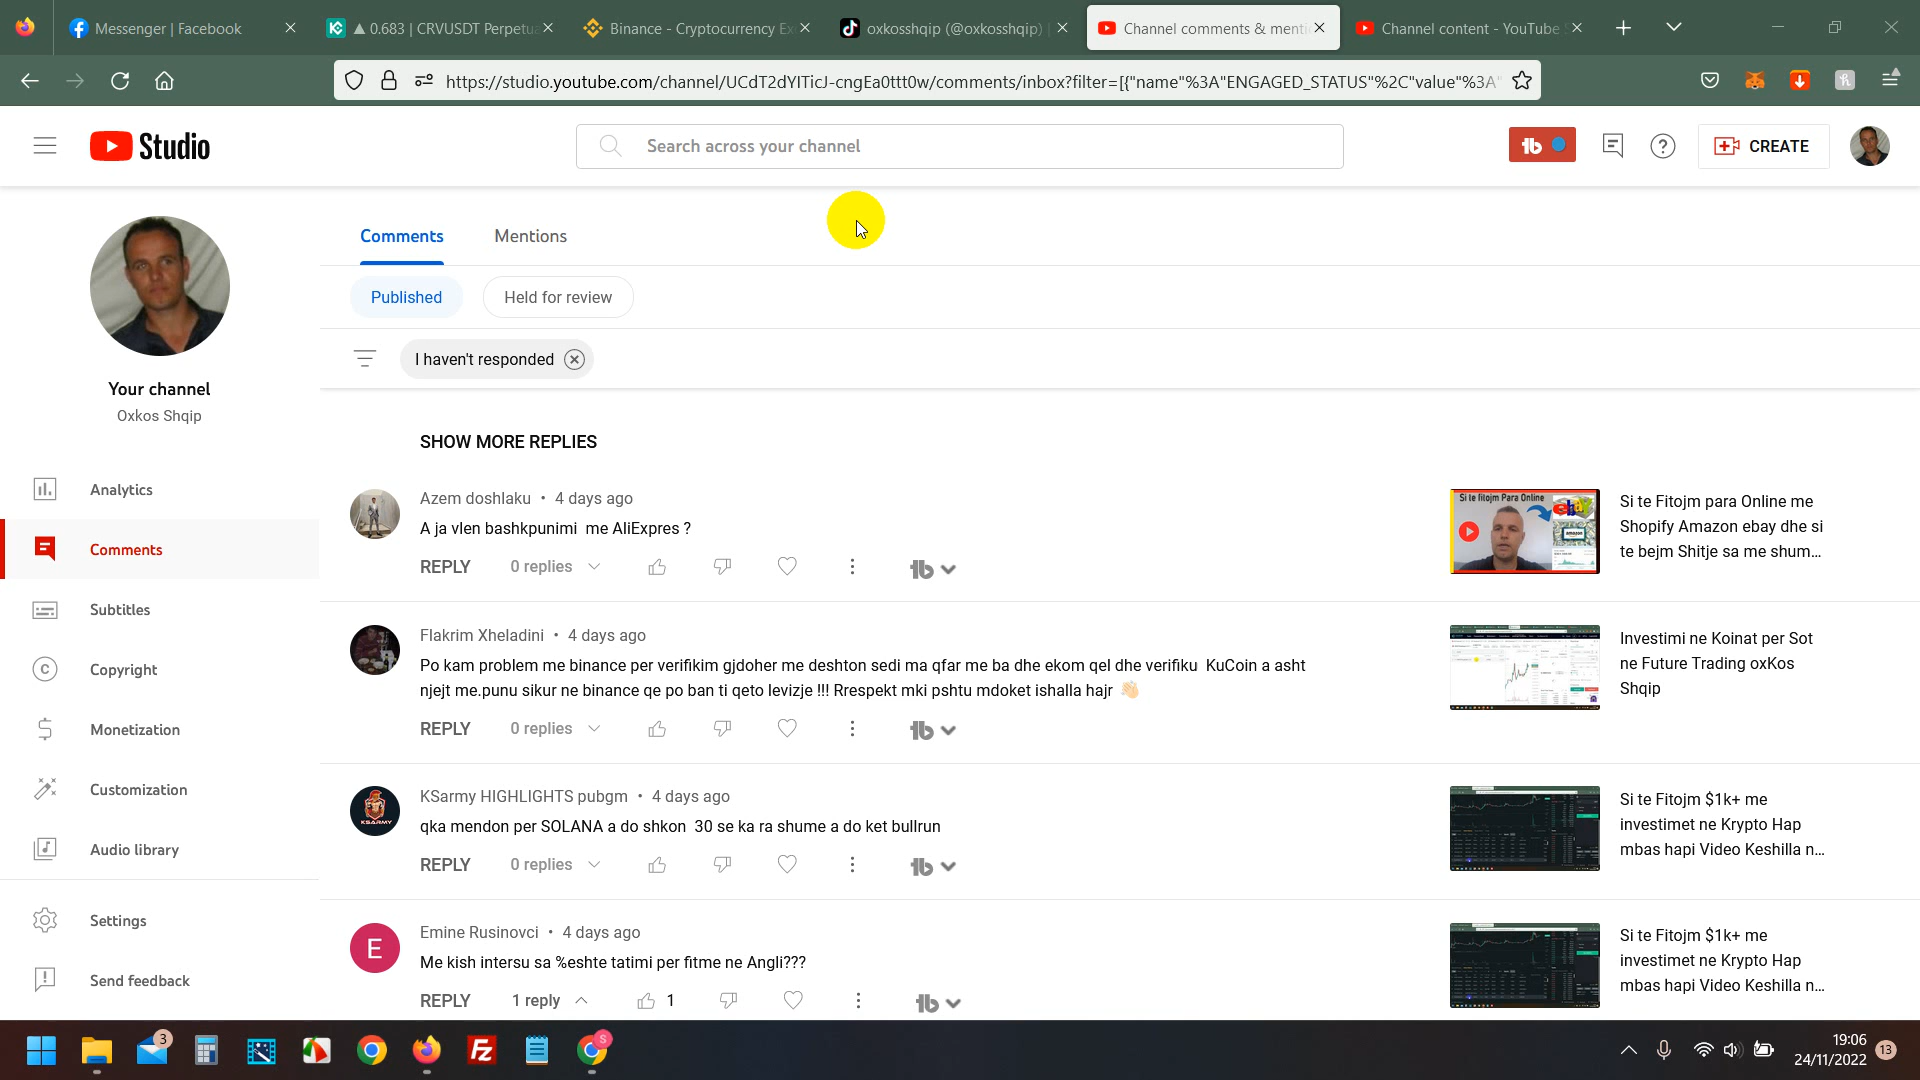 Messenger | Facebook
▲ 0.683 | CRVUSDT Perpetua
Binance - Cryptocurrency Ex
oxkosshqip (@oxkosshqip) |
Channel comments & menti
Channel content - YouTube S
https://studio.youtube.com/channel/UCdT2dYITicJ-cngEa0ttt0w/comments/inbox?filter=[{"name"%3A"ENGAGED_STATUS"%2C"value"%3A"
Studio
Search across your channel
CREATE
Comments
Mentions
Published
Held for review
I haven't responded
Your channel
Oxkos Shqip
Analytics
Comments
Subtitles
Copyright
Monetization
Customization
Audio library
Settings
Send feedback
SHOW MORE REPLIES
Azem doshlaku • 4 days ago
A ja vlen bashkpunimi me AliExpres ?
REPLY 0 replies
Si te fitojm Para Online
ebay
amazon
Si te Fitojm para Online me
Shopify Amazon ebay dhe si
te bejm Shitje sa me shum...
Flakrim Xheladini • 4 days ago
Po kam problem me binance per verifikim gjdoher me deshton sedi ma qfar me ba dhe ekom qel dhe verifiku KuCoin a asht
njejt me.punu sikur ne binance qe po ban ti qeto levizje !!! Rrespekt mki pshtu mdoket ishalla hajr 👏🏻
REPLY 0 replies
Investimi ne Koinat per Sot
ne Future Trading oxKos
Shqip
KSARMY
KSarmy HIGHLIGHTS pubgm • 4 days ago
qka mendon per SOLANA a do shkon 30 se ka ra shume a do ket bullrun
REPLY 0 replies
Si te Fitojm $1k+ me
investimet ne Krypto Hap
mbas hapi Video Keshilla n...
E
Emine Rusinovci • 4 days ago
Me kish intersu sa %eshte tatimi per fitme ne Angli???
REPLY 1 reply 1
Si te Fitojm $1k+ me
investimet ne Krypto Hap
mbas hapi Video Keshilla n...
3
S
19:06
24/11/2022
13